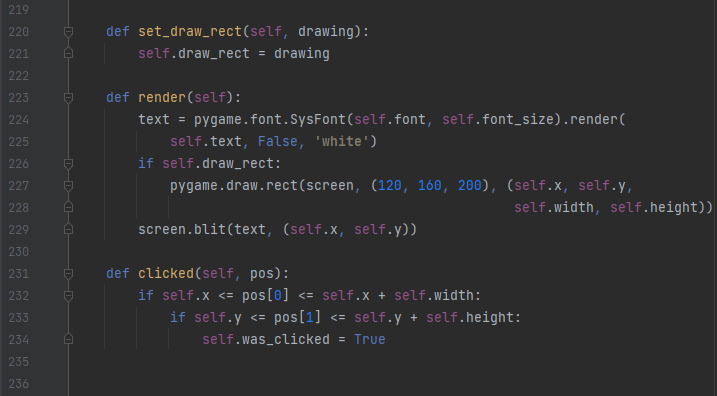 219
220 def set_draw_rect(self, drawing):
221 self.draw_rect = drawing
222
223 def render(self):
224 text = pygame.font.SysFont(self.font, self.font_size).render(
225 self.text, False, 'white')
226 if self.draw_rect:
227 pygame.draw.rect(screen, (120, 160, 200), (self.x, self.y,
228 self.width, self.height))
229 screen.blit(text, (self.x, self.y))
230
231 def clicked(self, pos):
232 if self.x <= pos[0] <= self.x + self.width:
233 if self.y <= pos[1] <= self.y + self.height:
234 self.was_clicked = True
235
236